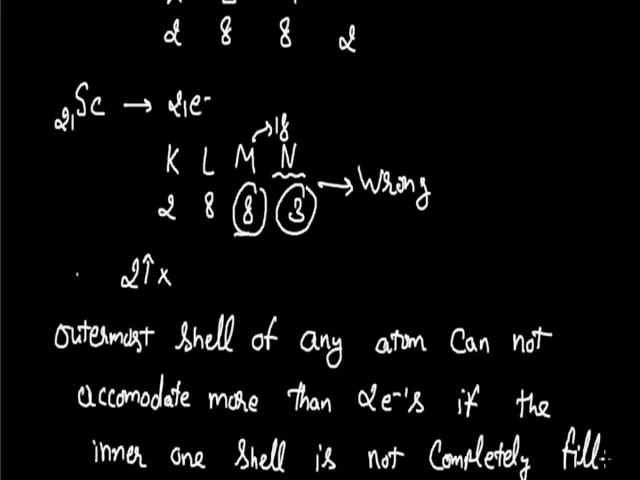 2 8 8 2
21Sc → 21e-
→18
K L M N
2 8 8 3 → Wrong
2↑ x
outermost shell of any atom can not
accomodate more than 2e-'s if the
inner one shell is not completely fill